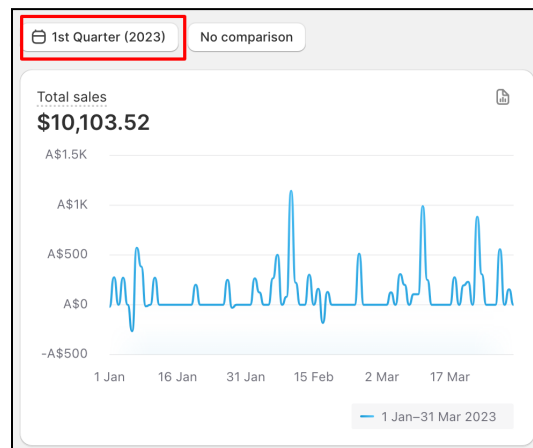 1st Quarter (2023) No comparison
Total sales
$10,103.52
A$1.5K
A$1K
A$500
A$0
-A$500
1 Jan 16 Jan 31 Jan 15 Feb 2 Mar 17 Mar
1 Jan–31 Mar 2023